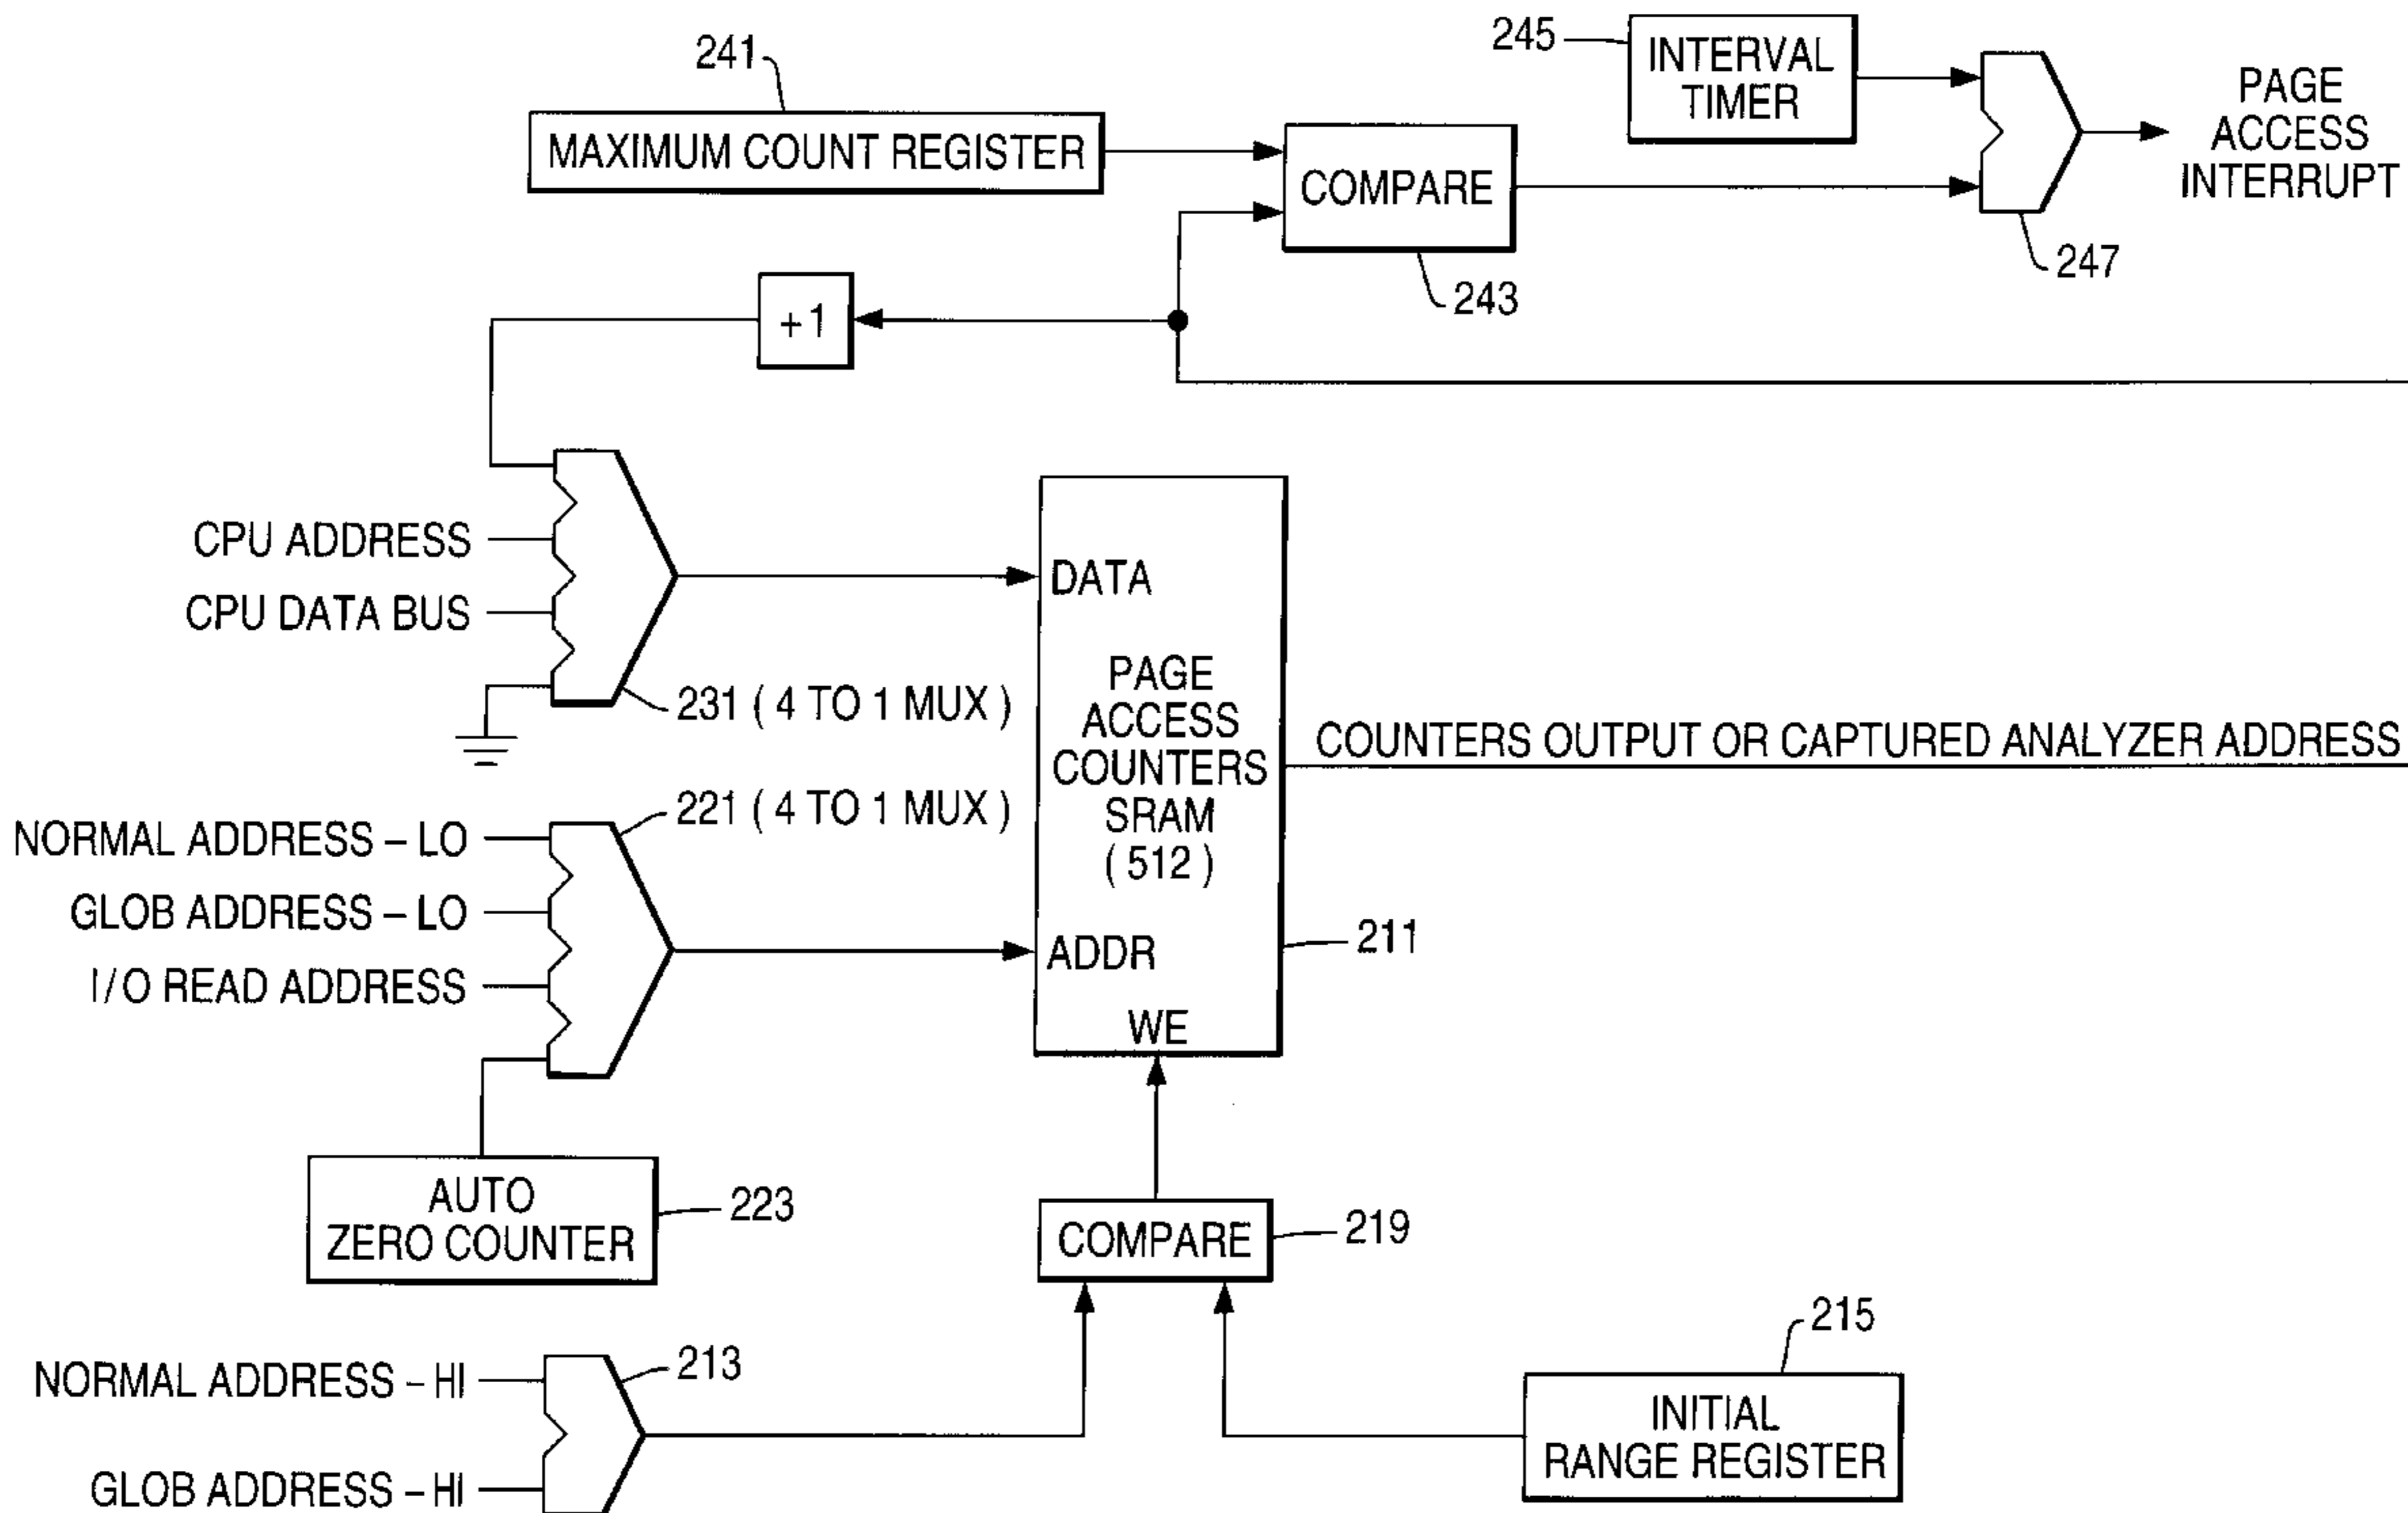 241
MAXIMUM COUNT REGISTER
245
INTERVAL
TIMER
PAGE
ACCESS
INTERRUPT
COMPARE
247
243
+1
CPU ADDRESS
CPU DATA BUS
231 ( 4 TO 1 MUX )
DATA
PAGE
ACCESS
COUNTERS
SRAM
( 512 )
ADDR
WE
211
COUNTERS OUTPUT OR CAPTURED ANALYZER ADDRESS
221 ( 4 TO 1 MUX )
NORMAL ADDRESS – LO
GLOB ADDRESS – LO
I/O READ ADDRESS
AUTO
ZERO COUNTER
223
COMPARE
219
NORMAL ADDRESS – HI
213
GLOB ADDRESS – HI
215
INITIAL
RANGE REGISTER